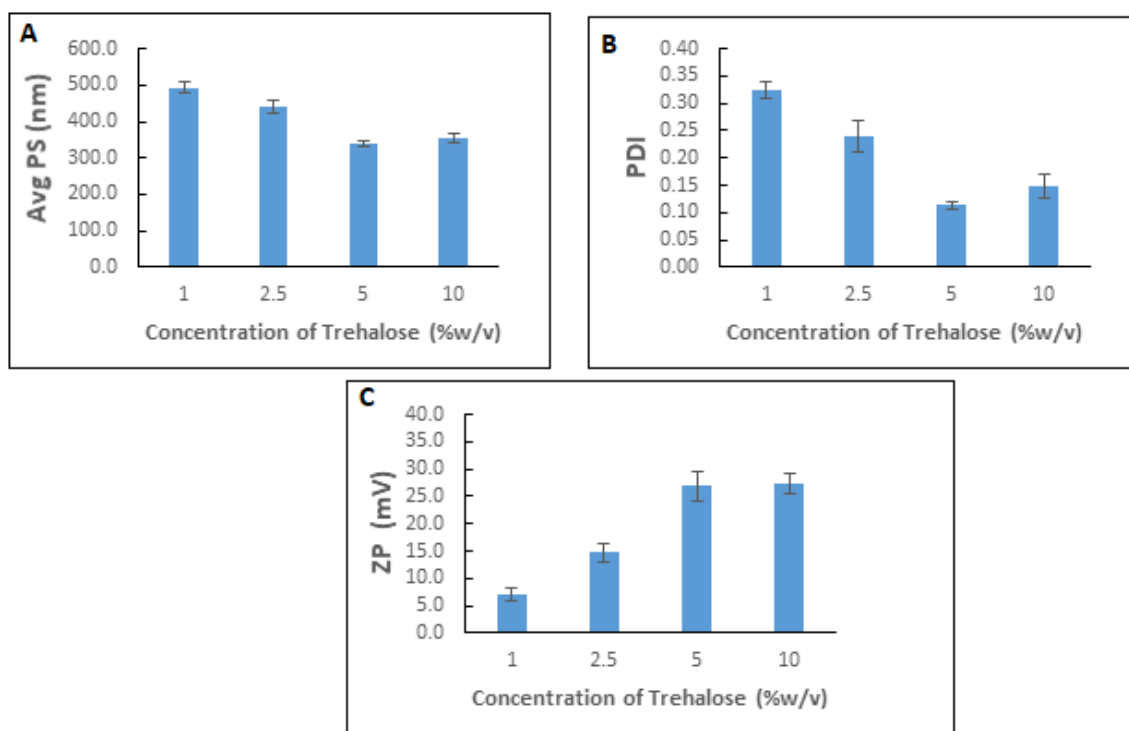 A
600.0
500.0
400.0
300.0
200.0
100.0
0.0
Avg PS (nm)
1 2.5 5 10
Concentration of Trehalose (%w/v)
B
0.40
0.35
0.30
0.25
0.20
0.15
0.10
0.05
0.00
PDI
1 2.5 5 10
Concentration of Trehalose (%w/v)
C
40.0
35.0
30.0
25.0
20.0
15.0
10.0
5.0
0.0
ZP (mV)
1 2.5 5 10
Concentration of Trehalose (%w/v)